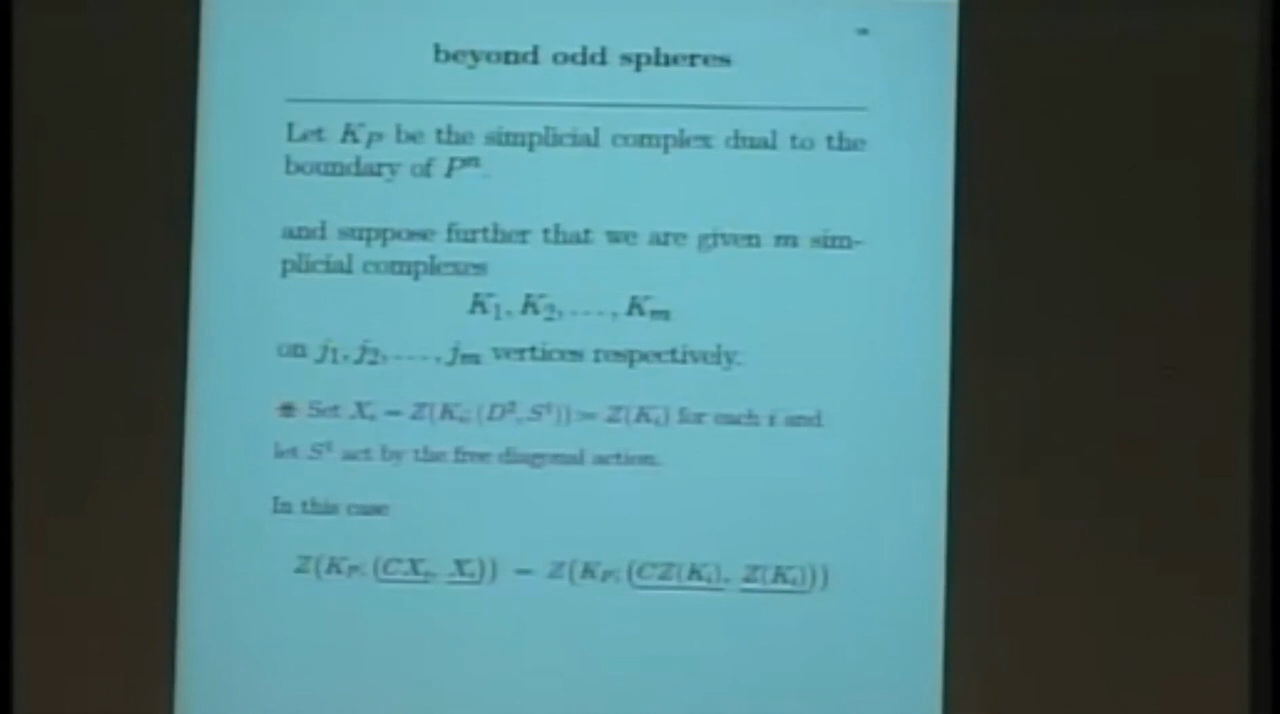 beyond odd spheres
Let K_P be the simplicial complex dual to the
boundary of P^n.
and suppose further that we are given m sim-
plicial complexes
K_1, K_2, ..., K_m
on j_1, j_2, ..., j_m vertices respectively.
Set X_i = Z(K_i; (D^2, S^1)) = Z(K_i) for each i and
let S^1 act by the free diagonal action.
In this case
Z(K_P; (CX_i, X_i)) = Z(K_P; (CZ(K_i), Z(K_i)))